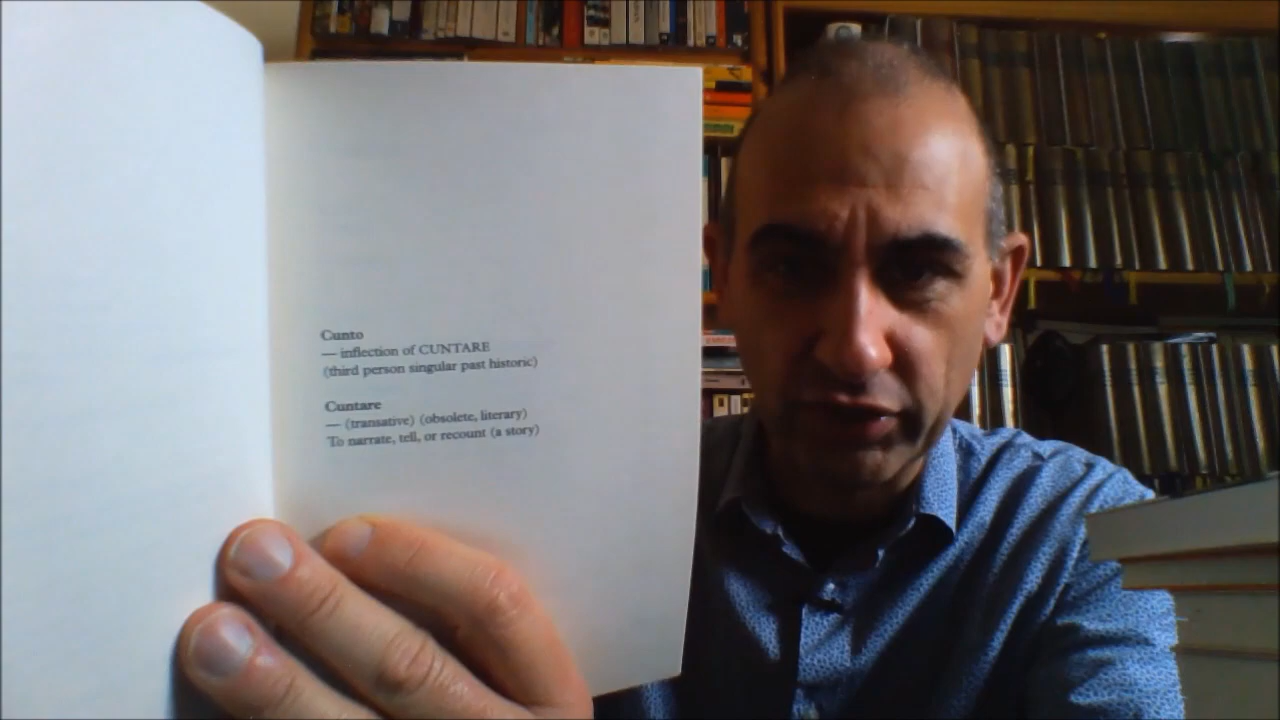 Cunto
— inflection of CUNTARE
(third person singular past historic)
Cuntare
— (transative) (obsolete, literary)
To narrate, tell, or recount (a story)